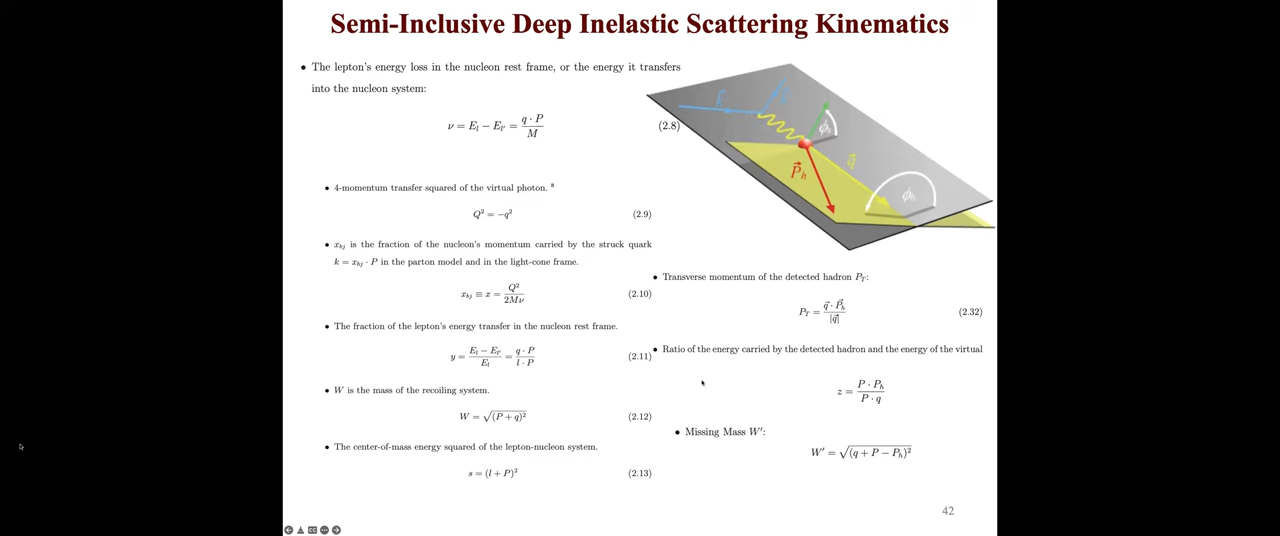 Semi-Inclusive Deep Inelastic Scattering Kinematics
• The lepton's energy loss in the nucleon rest frame, or the energy it transfers
into the nucleon system:
ν = E_l − E_l' = q · P / M (2.8)
• 4-momentum transfer squared of the virtual photon. 8
Q² = −q² (2.9)
• x_bj is the fraction of the nucleon's momentum carried by the struck quark
k = x_bj · P in the parton model and in the light-cone frame.
x_bj ≡ x = Q² / 2Mν (2.10)
• The fraction of the lepton's energy transfer in the nucleon rest frame.
y = (E_l − E_l') / E_l = q · P / l · P (2.11)
• W is the mass of the recoiling system.
W = √(P + q)² (2.12)
• The center-of-mass energy squared of the lepton-nucleon system.
s = (l + P)² (2.13)
k⃗
ϕ_s
q⃗
P⃗_h
ϕ_h
• Transverse momentum of the detected hadron P_T:
P_T = q⃗ · P⃗_h / |q⃗| (2.32)
• Ratio of the energy carried by the detected hadron and the energy of the virtual
z = P · P_h / P · q
• Missing Mass W':
W' = √(q + P − P_h)²
42